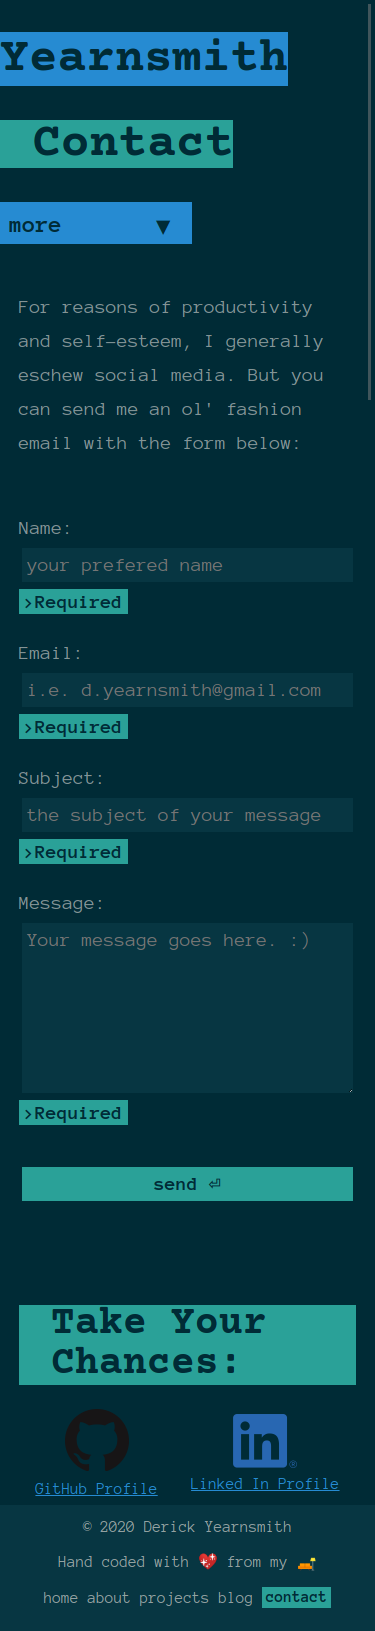 Yearnsmith
Contact
more ▼
For reasons of productivity
and self-esteem, I generally
eschew social media. But you
can send me an ol' fashion
email with the form below:
Name:
your prefered name
>Required
Email:
i.e. d.yearnsmith@gmail.com
>Required
Subject:
the subject of your message
>Required
Message:
Your message goes here. :)
>Required
send ⏎
Take Your
Chances:
in ®
GitHub Profile
Linked In Profile
© 2020 Derick Yearnsmith
Hand coded with 💖 from my 🛋️
home about projects blog contact